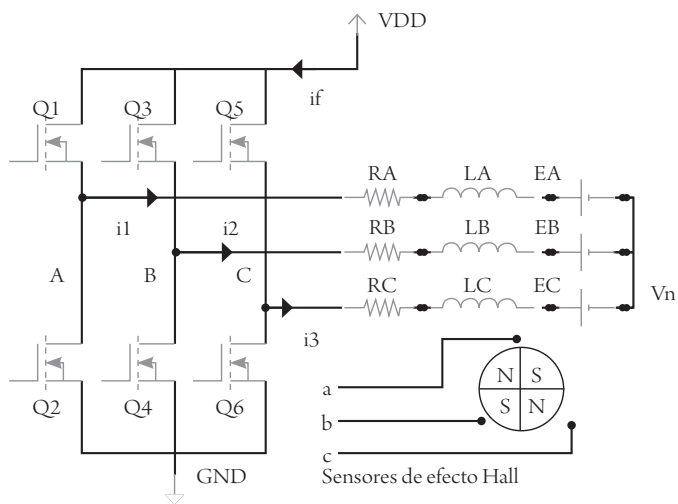 VDD
if
Q1 Q3 Q5
RA LA EA
i1 i2
RB LB EB
A B C
RC LC EC
Vn
i3
Q2 Q4 Q6
N S
S N
a
b
c
GND
Sensores de efecto Hall